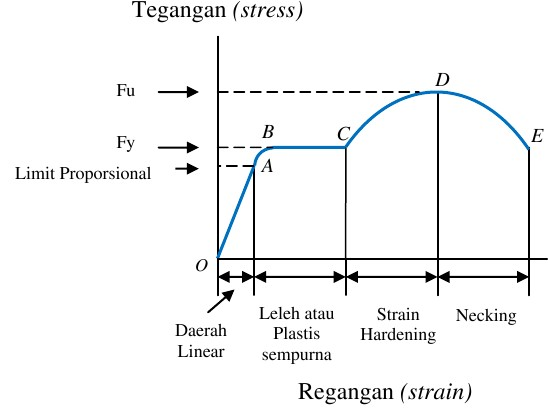 Tegangan (stress)
Fu
D
Fy
B
C
E
Limit Proporsional
A
O
Daerah
Linear
Leleh atau
Plastis
sempurna
Strain
Hardening
Necking
Regangan (strain)